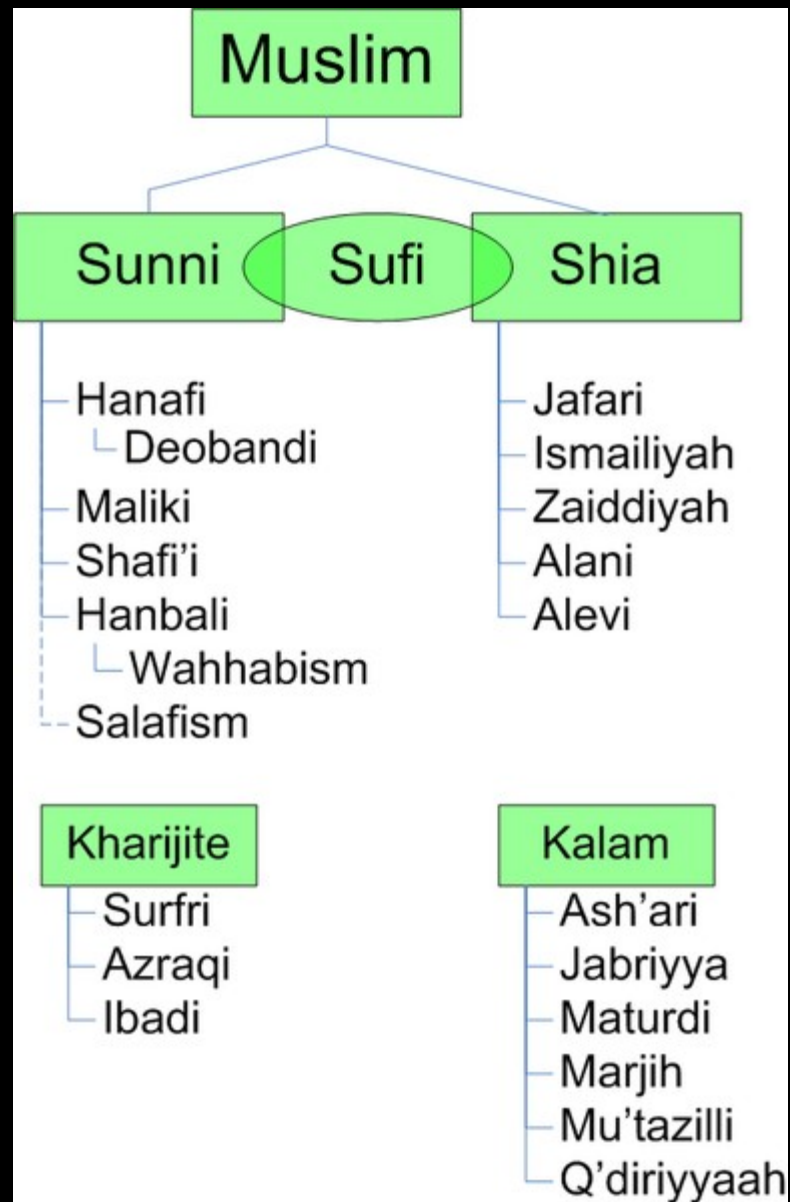 Muslim
Sunni Sufi Shia
Hanafi
Deobandi
Maliki
Shafi’i
Hanbali
Wahhabism
Salafism
Jafari
Ismailiyah
Zaiddiyah
Alani
Alevi
Kharijite
Surfri
Azraqi
Ibadi
Kalam
Ash’ari
Jabriyya
Maturdi
Marjih
Mu’tazilli
Q’diriyyaah